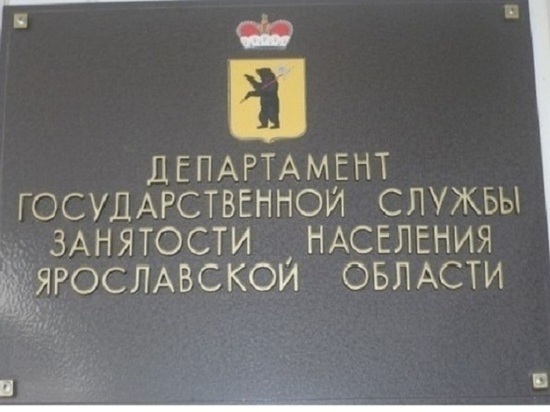 ДЕПАРТАМЕНТ
ГОСУДАРСТВЕННОЙ СЛУЖБЫ
ЗАНЯТОСТИ НАСЕЛЕНИЯ
ЯРОСЛАВСКОЙ ОБЛАСТИ